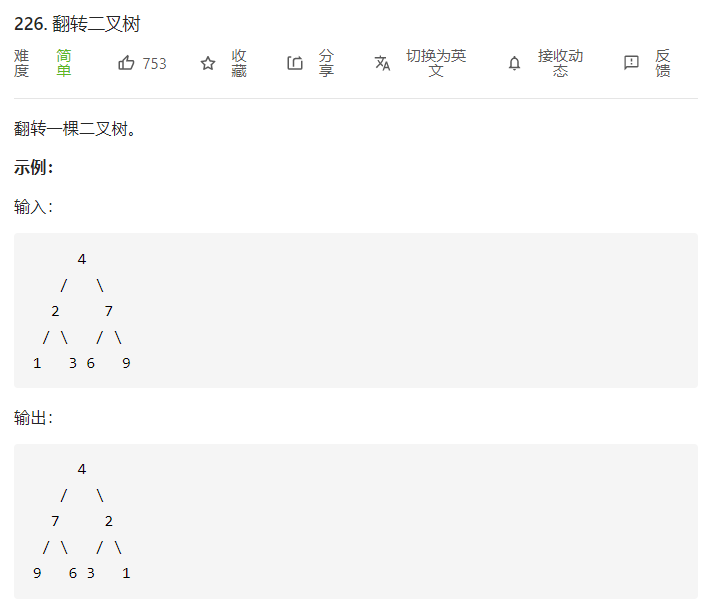 226. 翻转二叉树
难度 简单 753 收藏 分享 切换为英文 接收动态 反馈
翻转一棵二叉树。
示例：
输入：
     4
   /   \
  2     7
 / \   / \
1   3 6   9
输出：
     4
   /   \
  7     2
 / \   / \
9   6 3   1